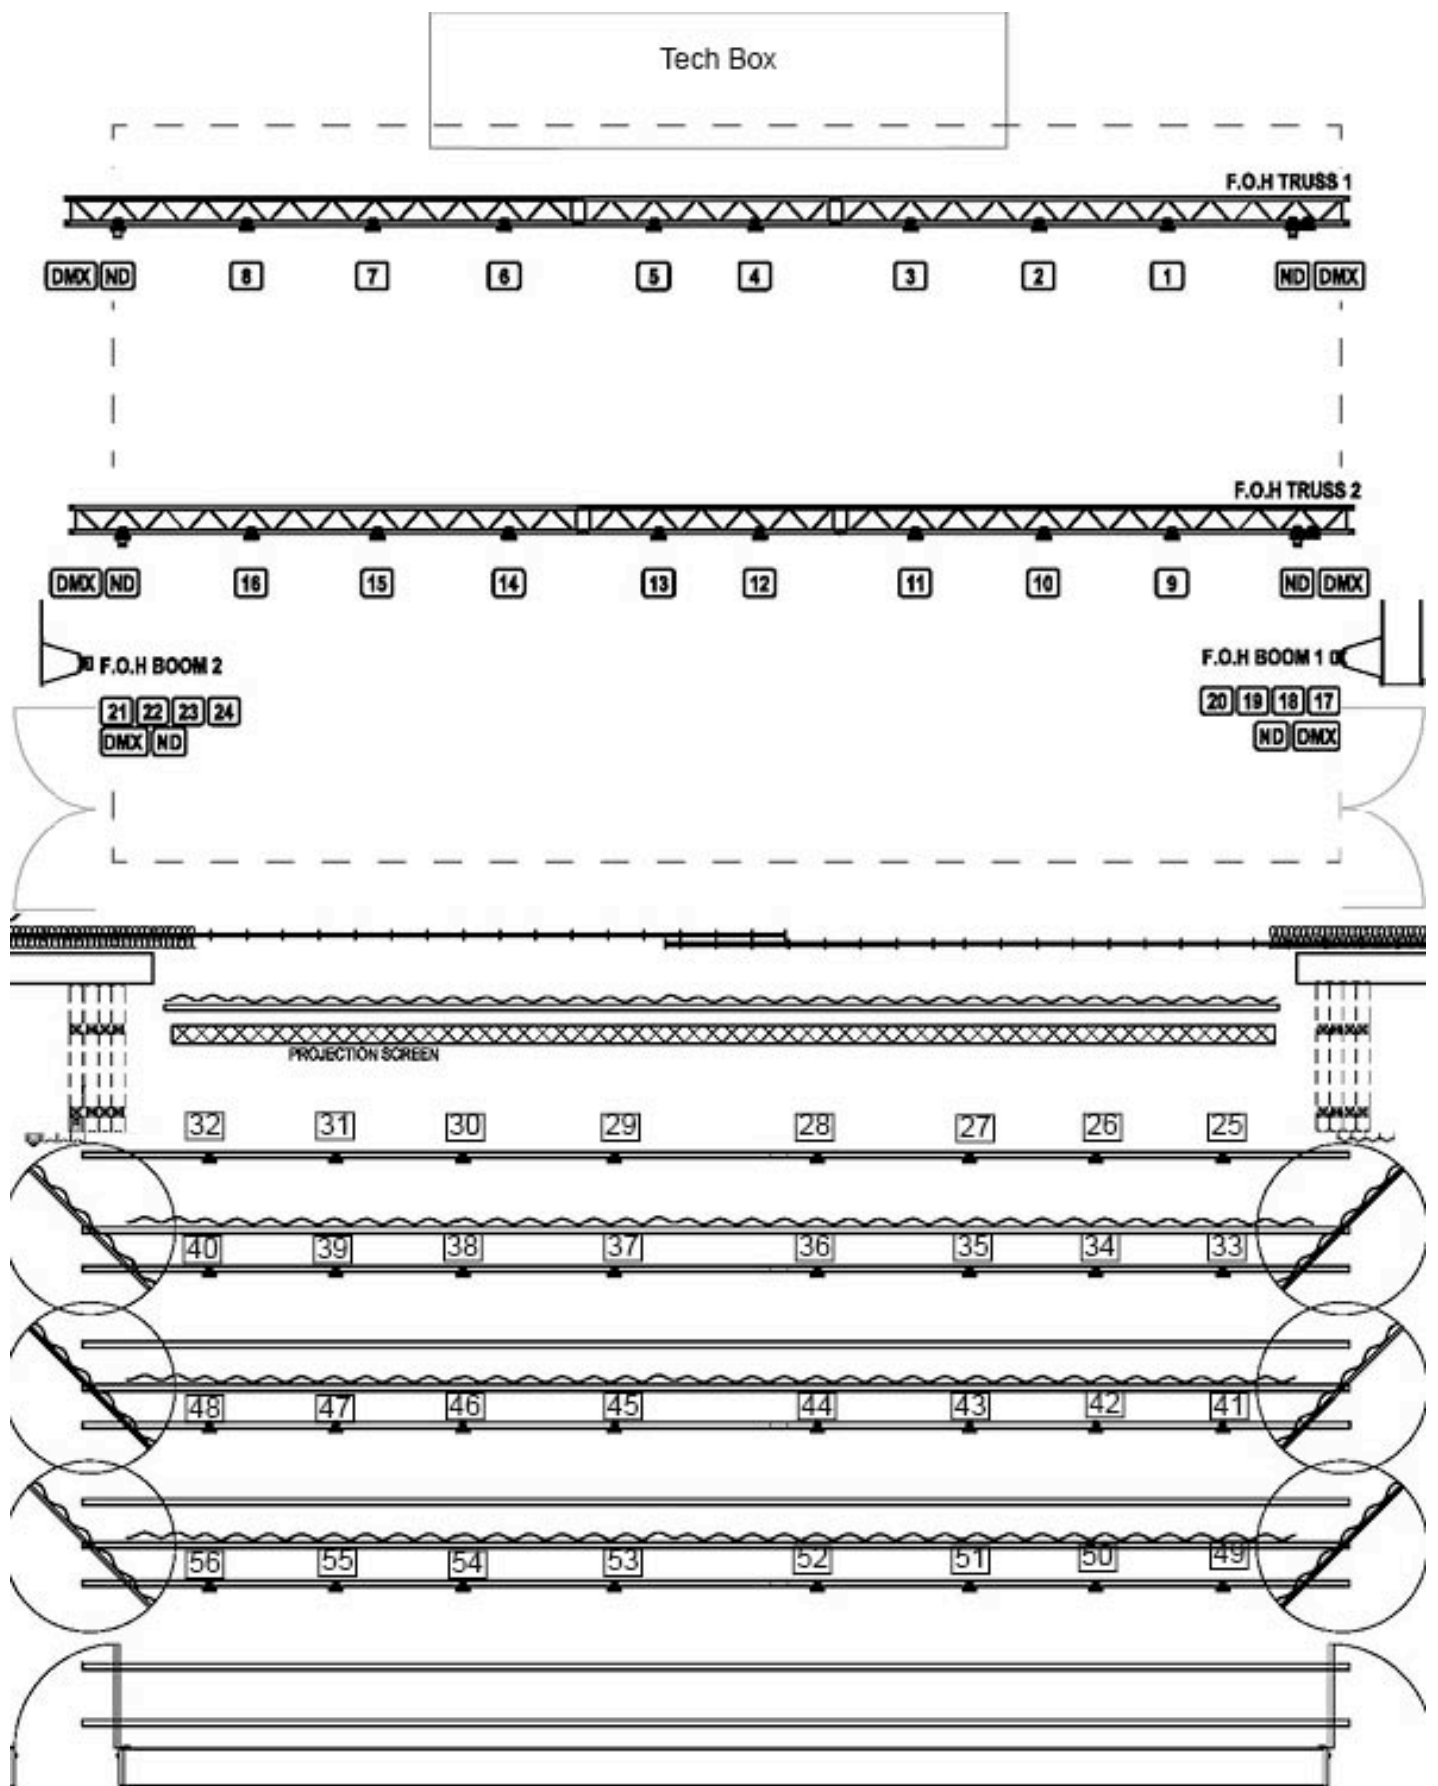 Tech Box
F.O.H TRUSS 1
DMX ND 8 7 6 5 4 3 2 1 ND DMX
F.O.H TRUSS 2
DMX ND 16 15 14 13 12 11 10 9 ND DMX
F.O.H BOOM 2
21 22 23 24
DMX ND
F.O.H BOOM 1
20 19 18 17
ND DMX
PROJECTION SCREEN
32 31 30 29 28 27 26 25
40 39 38 37 36 35 34 33
48 47 46 45 44 43 42 41
56 55 54 53 52 51 50 49